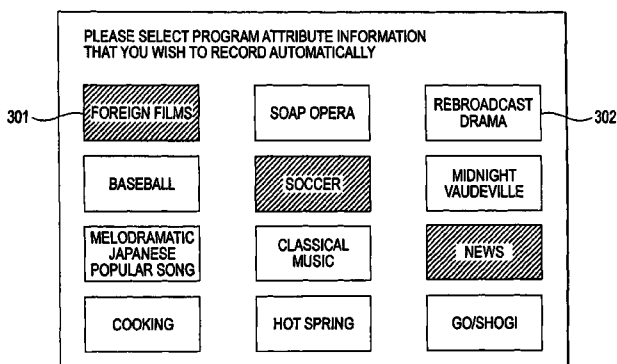 PLEASE SELECT PROGRAM ATTRIBUTE INFORMATION
THAT YOU WISH TO RECORD AUTOMATICALLY
301
FOREIGN FILMS
SOAP OPERA
REBROADCAST
DRAMA
302
BASEBALL
SOCCER
MIDNIGHT
VAUDEVILLE
MELODRAMATIC
JAPANESE
POPULAR SONG
CLASSICAL
MUSIC
NEWS
COOKING
HOT SPRING
GO/SHOGI